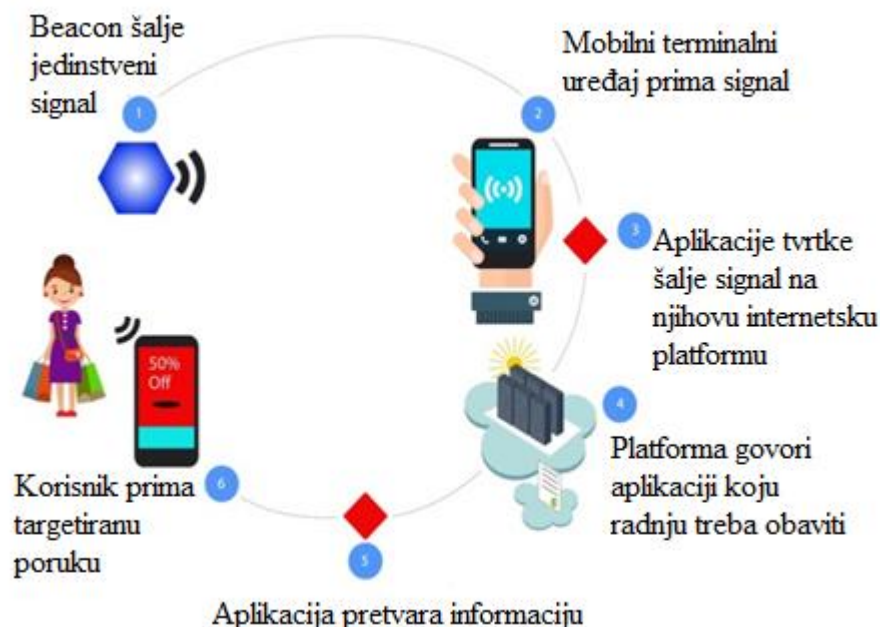 Beacon šalje
jedinstveni
signal
1
2
Mobilni terminalni
uređaj prima signal
3
Aplikacije tvrtke
šalje signal na
njihovu internetsku
platformu
4
Platforma govori
aplikaciji koju
radnju treba obaviti
5
Aplikacija pretvara informaciju
6
Korisnik prima
targetiranu
poruku
50%
Off